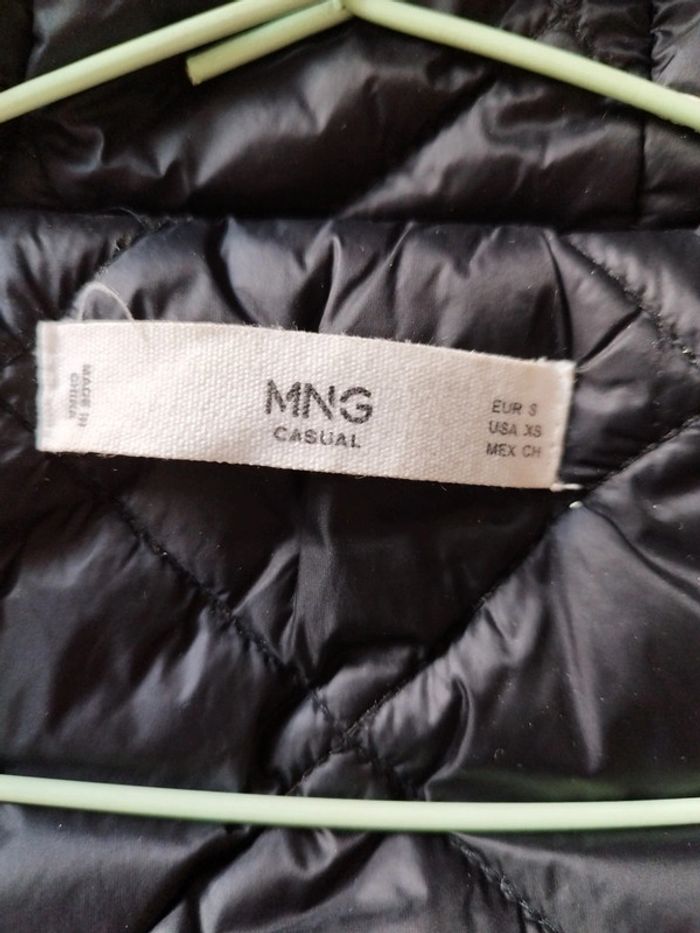 MADE IN
CHINA
MNG
CASUAL
EUR S
USA XS
MEX CH